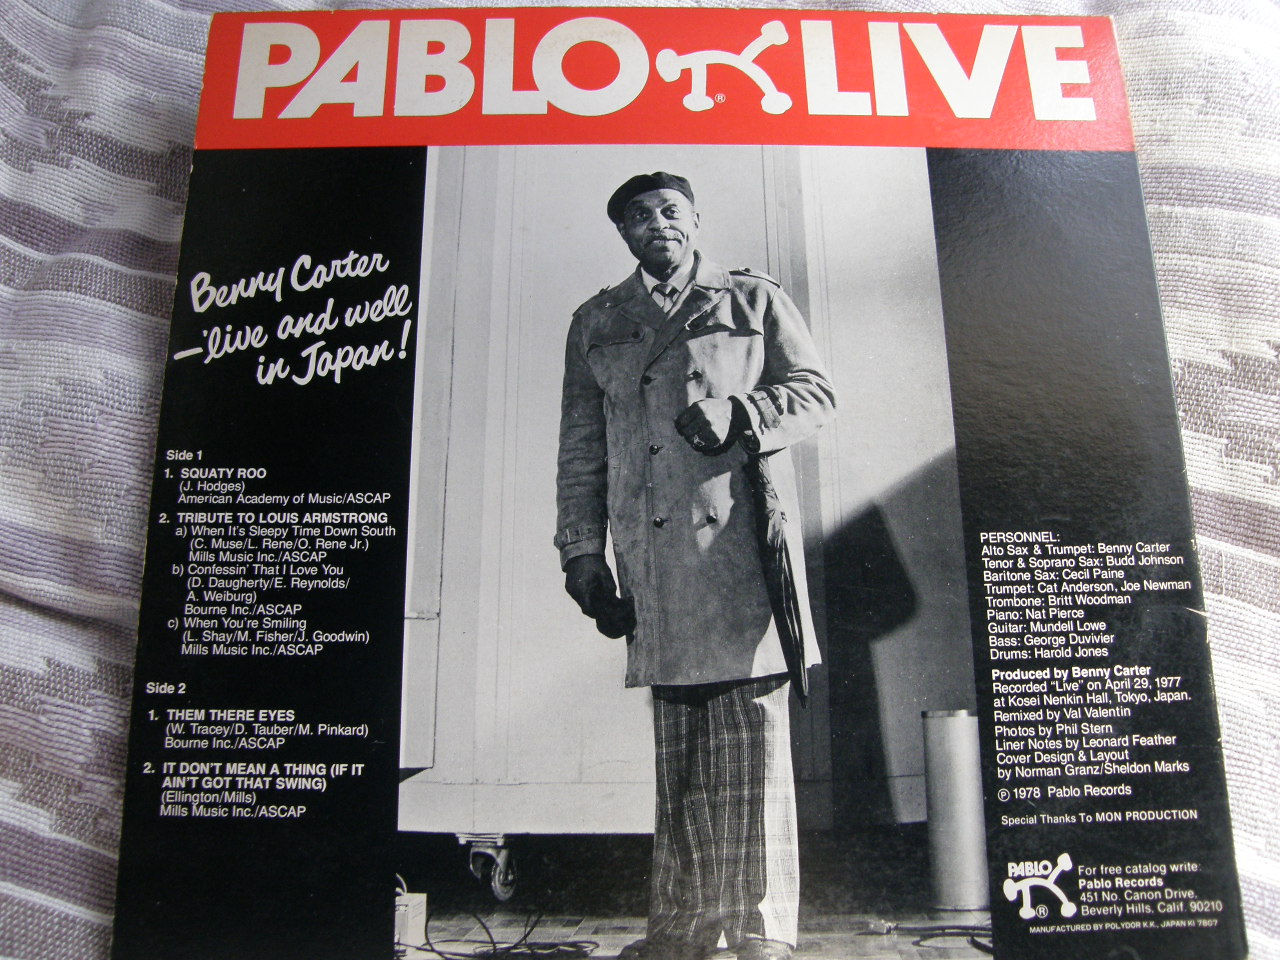 PABLO LIVE
®
Benny Carter
—'live and well
in Japan!
Side 1
1. SQUATY ROO
(J. Hodges)
American Academy of Music/ASCAP
2. TRIBUTE TO LOUIS ARMSTRONG
a) When It's Sleepy Time Down South
(C. Muse/L. Rene/O. Rene Jr.)
Mills Music Inc./ASCAP
b) Confessin' That I Love You
(D. Daugherty/E. Reynolds/
A. Weiburg)
Bourne Inc./ASCAP
c) When You're Smiling
(L. Shay/M. Fisher/J. Goodwin)
Mills Music Inc./ASCAP
Side 2
1. THEM THERE EYES
(W. Tracey/D. Tauber/M. Pinkard)
Bourne Inc./ASCAP
2. IT DON'T MEAN A THING (IF IT
AIN'T GOT THAT SWING)
(Ellington/Mills)
Mills Music Inc./ASCAP
PERSONNEL:
Alto Sax & Trumpet: Benny Carter
Tenor & Soprano Sax: Budd Johnson
Baritone Sax: Cecil Paine
Trumpet: Cat Anderson, Joe Newman
Trombone: Britt Woodman
Piano: Nat Pierce
Guitar: Mundell Lowe
Bass: George Duvivier
Drums: Harold Jones
Produced by Benny Carter
Recorded "Live" on April 29, 1977
at Kosei Nenkin Hall, Tokyo, Japan.
Remixed by Val Valentin
Photos by Phil Stern
Liner Notes by Leonard Feather
Cover Design & Layout
by Norman Granz/Sheldon Marks
℗ 1978 Pablo Records
Special Thanks To MON PRODUCTION
PABLO
®
For free catalog write:
Pablo Records
451 No. Canon Drive,
Beverly Hills, Calif. 90210
MANUFACTURED BY POLYDOR K.K., JAPAN KI 7807